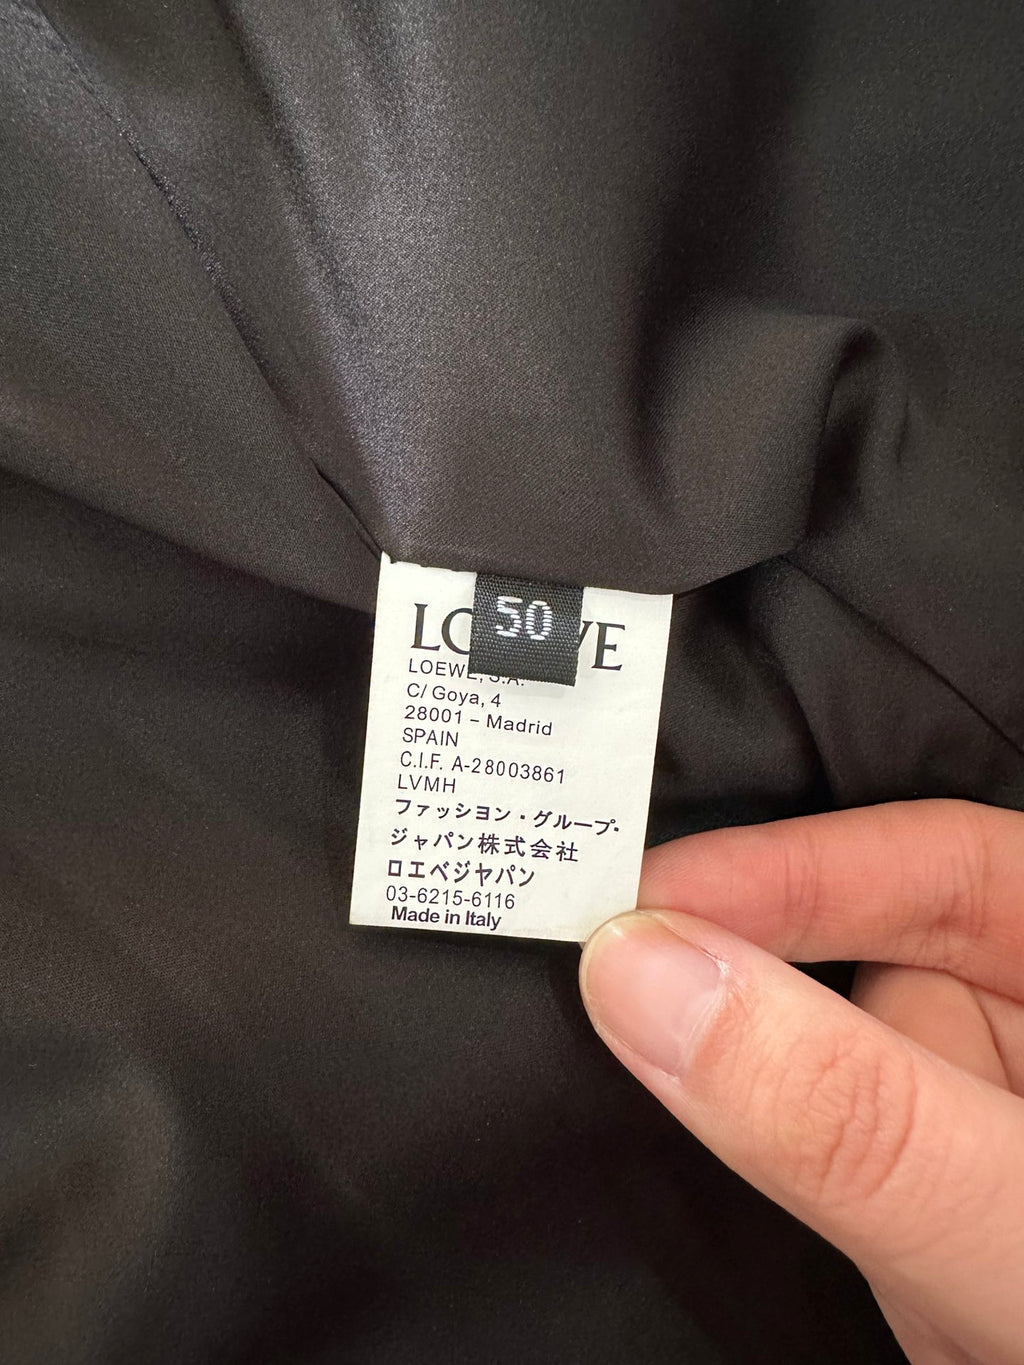 50
LOEWE
LOEWE, S.A.
C/ Goya, 4
28001 – Madrid
SPAIN
C.I.F. A-28003861
LVMH
ファッション・グループ・
ジャパン株式会社
ロエベジャパン
03-6215-6116
Made in Italy